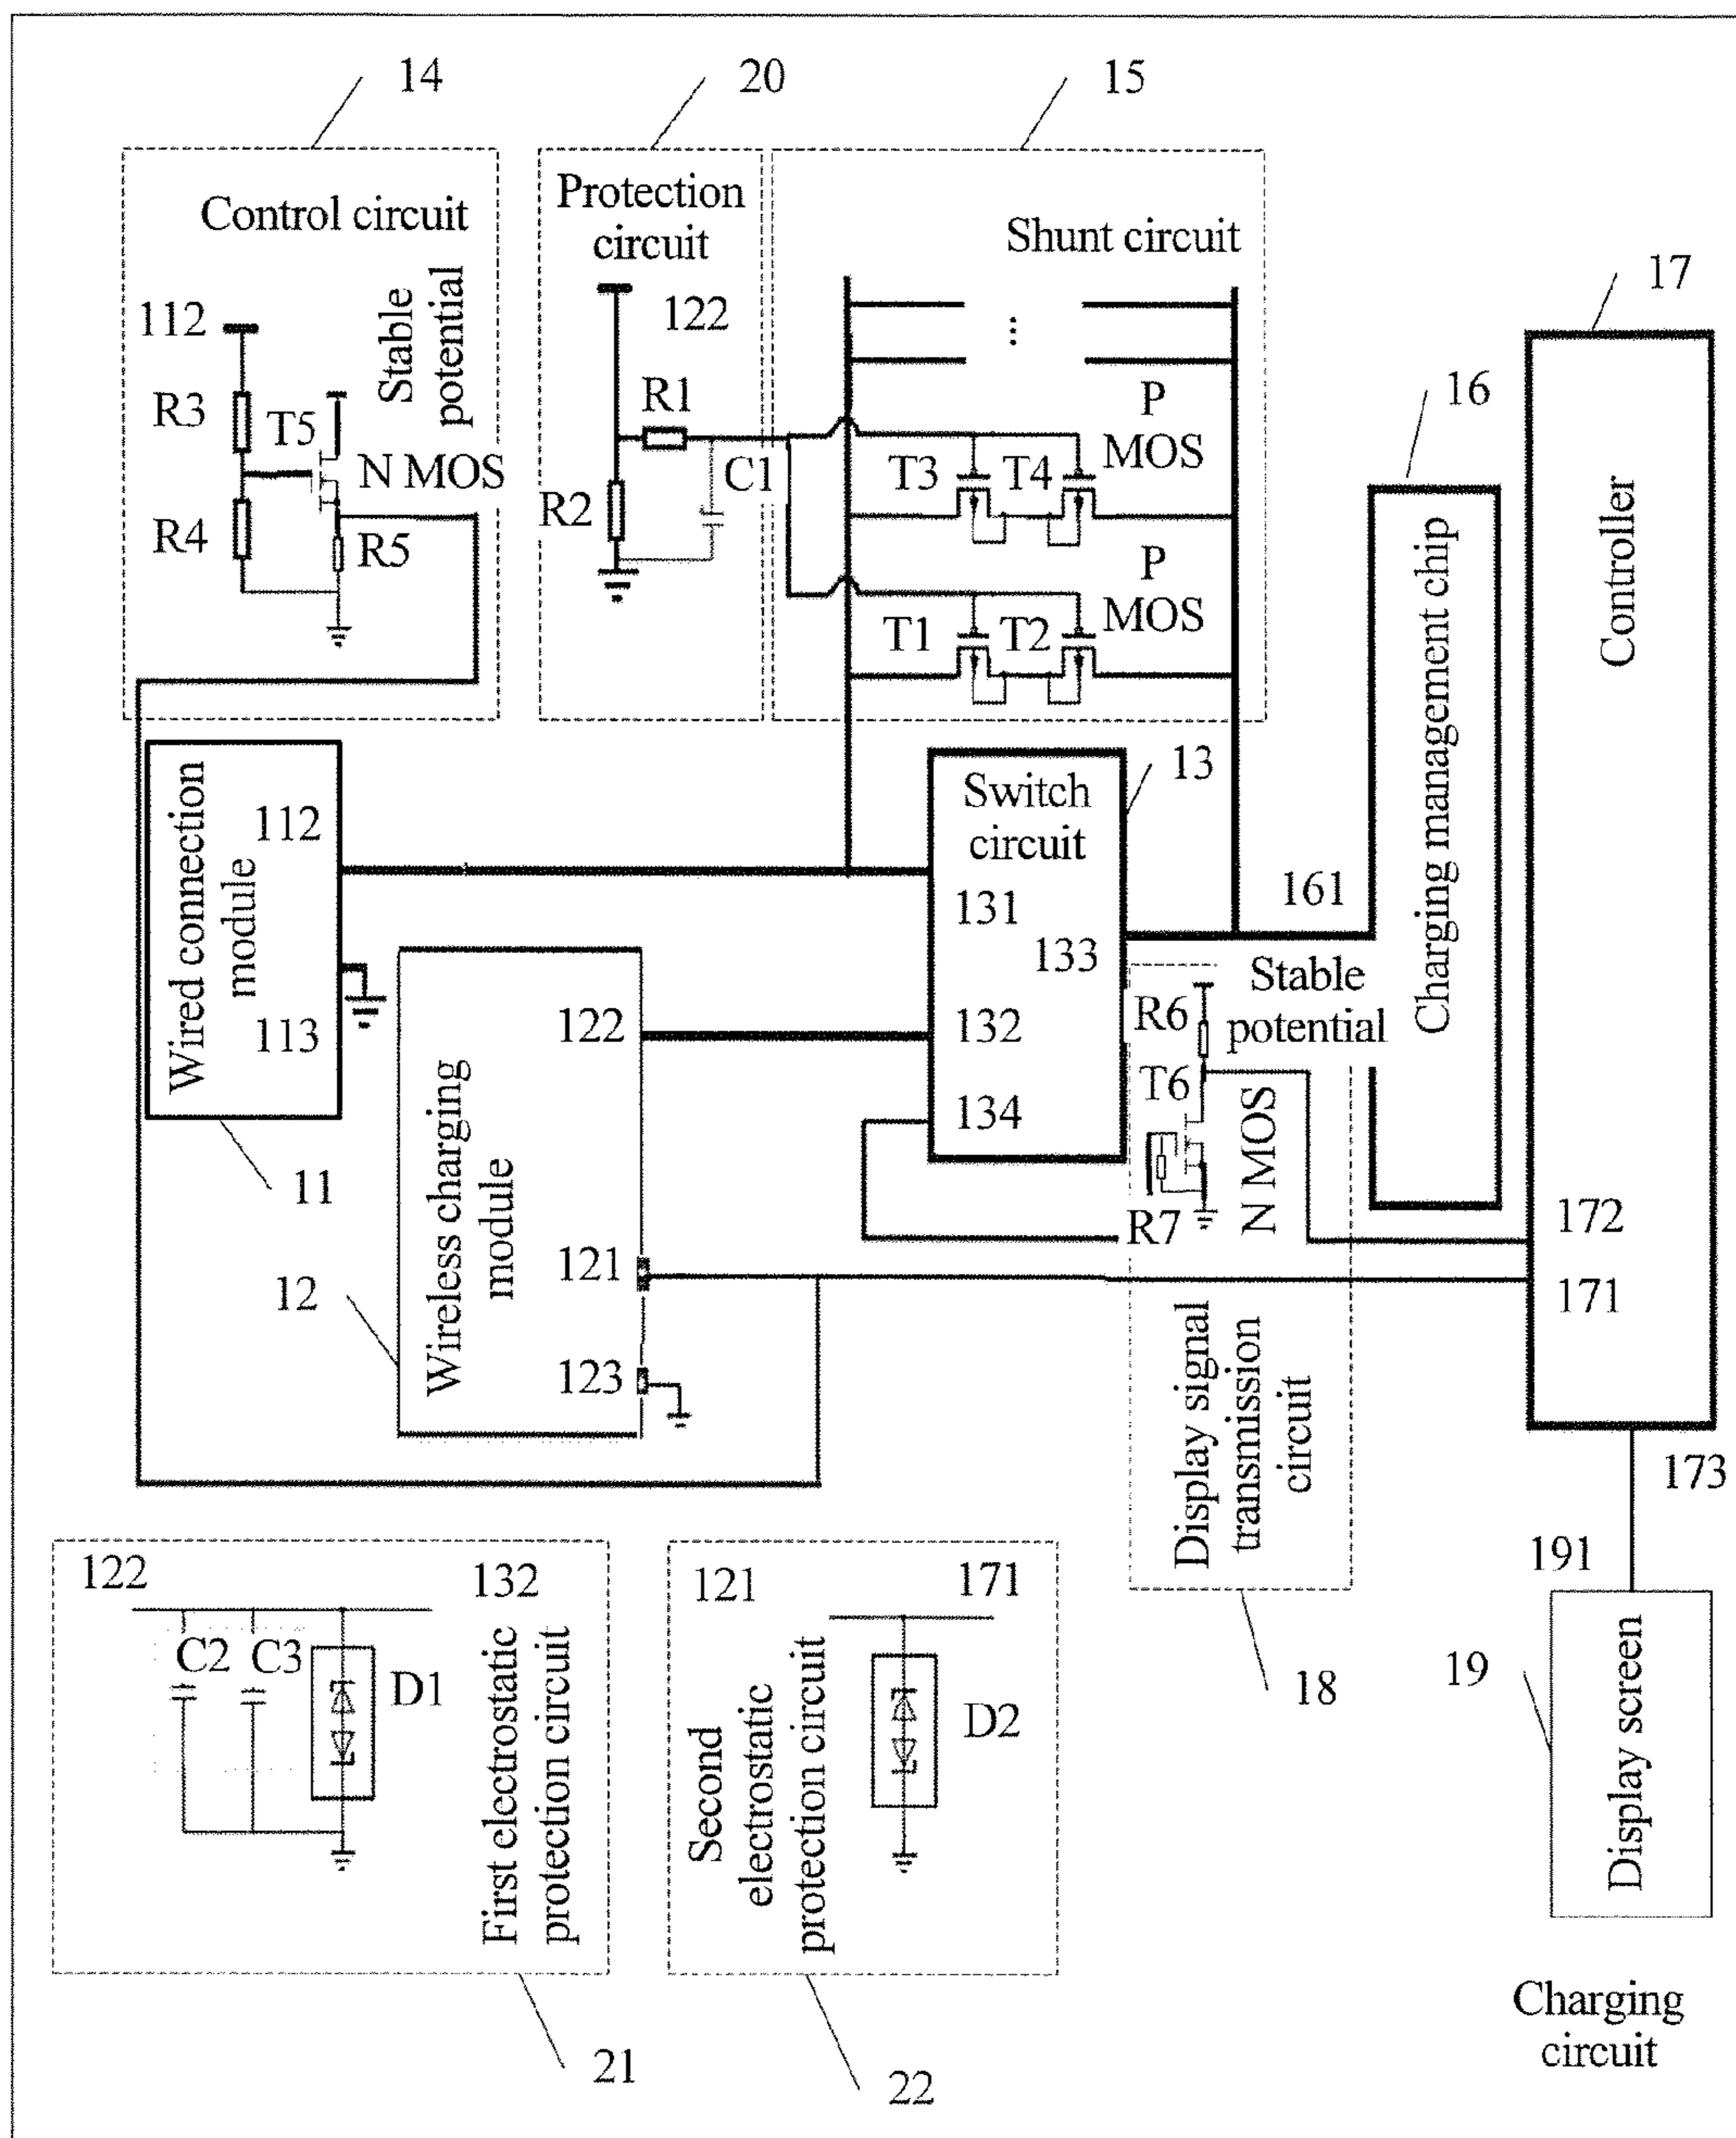 14
20
15
Control circuit
Stable
potential
112
R3
T5
N MOS
R4
R5
Protection
circuit
122
R1
C1
R2
Shunt circuit
...
P
MOS
T3
T4
P
MOS
T1
T2
17
Controller
16
Charging management chip
Wired connection
module
112
113
11
Switch
circuit
13
131
133
132
134
161
Stable
potential
R6
T6
R7
N MOS
Wireless charging
module
122
121
123
12
172
171
173
Display signal
transmission
circuit
18
191
Display screen
19
122
132
C2
C3
D1
First electrostatic
protection circuit
21
121
171
D2
Second
electrostatic
protection circuit
22
Charging
circuit